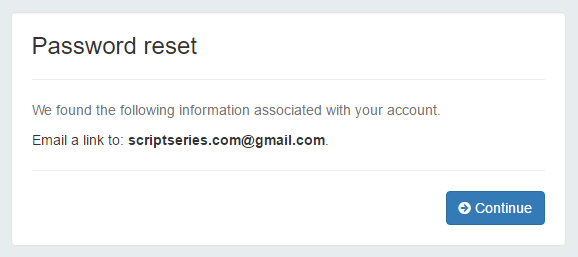 Password reset
We found the following information associated with your account.
Email a link to: scriptseries.com@gmail.com.
Continue